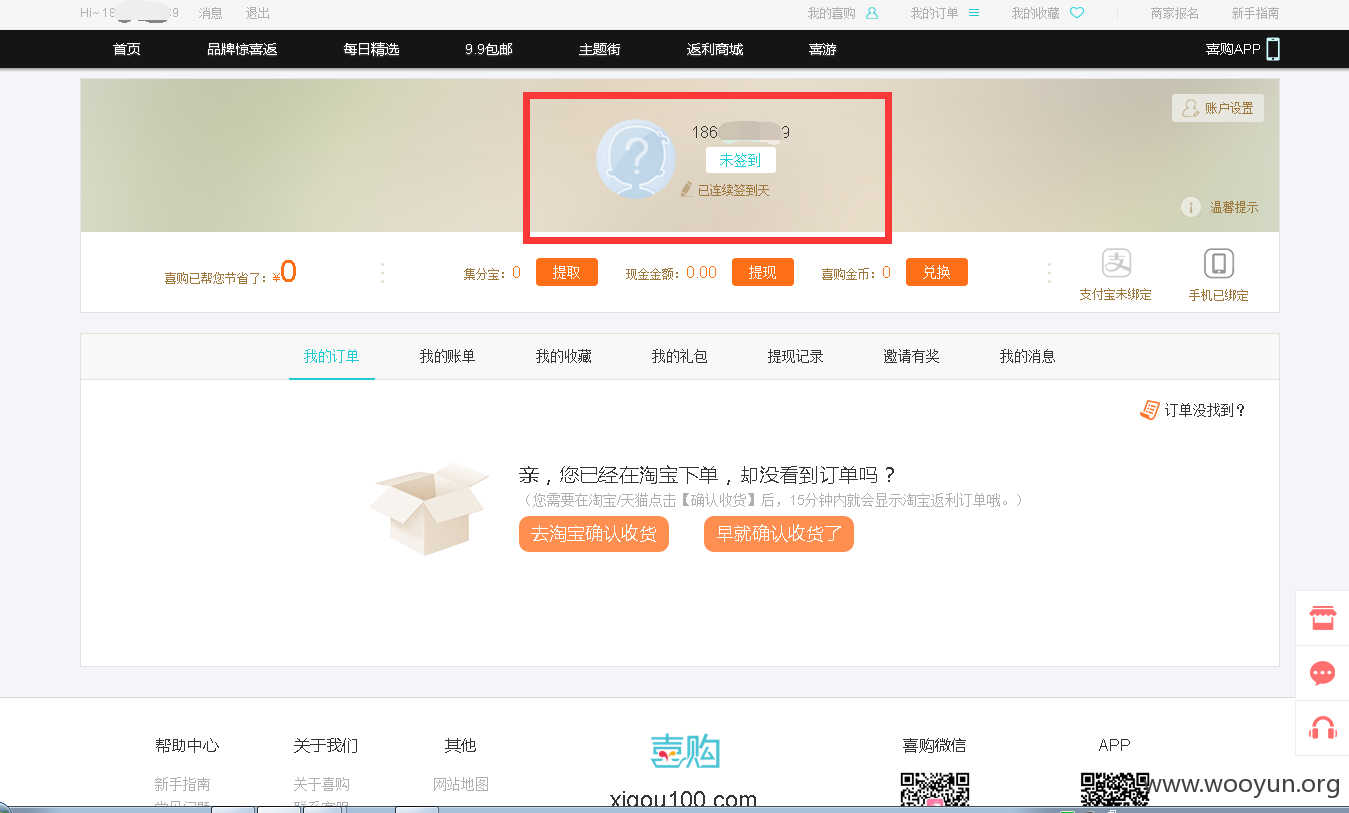 Hi~18 9 消息 退出 我的喜购 我的订单 我的收藏 商家报名 新手指南
首页 品牌惊喜返 每日精选 9.9包邮 主题街 返利商城 喜游 喜购APP
账户设置
186 9
未签到
已连续签到天
温馨提示
喜购已帮您节省了：¥0 集分宝：0 提取 现金金额：0.00 提现 喜购金币：0 兑换 支付宝未绑定 手机已绑定
我的订单 我的账单 我的收藏 我的礼包 提现记录 邀请有奖 我的消息
订单没找到？
亲，您已经在淘宝下单，却没看到订单吗？
（您需要在淘宝/天猫点击【确认收货】后，15分钟内就会显示淘宝返利订单哦。）
去淘宝确认收货 早就确认收货了
帮助中心 关于我们 其他 喜购 喜购微信 APP
新手指南 关于喜购 网站地图
常见问题 联系客服 xigou100.com
www.wooyun.org